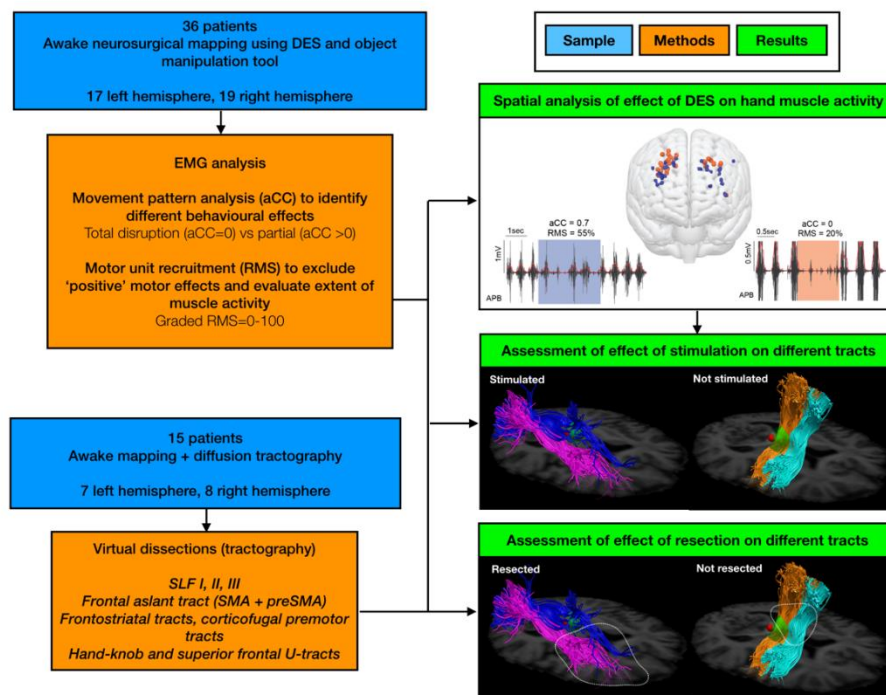 36 patients
Awake neurosurgical mapping using DES and object
manipulation tool
17 left hemisphere, 19 right hemisphere
EMG analysis
Movement pattern analysis (aCC) to identify
different behavioural effects
Total disruption (aCC=0) vs partial (aCC >0)
Motor unit recruitment (RMS) to exclude
‘positive’ motor effects and evaluate extent of
muscle activity
Graded RMS=0-100
15 patients
Awake mapping + diffusion tractography
7 left hemisphere, 8 right hemisphere
Virtual dissections (tractography)
SLF I, II, III
Frontal aslant tract (SMA + preSMA)
Frontostriatal tracts, corticofugal premotor
tracts
Hand-knob and superior frontal U-tracts
Sample
Methods
Results
Spatial analysis of effect of DES on hand muscle activity
aCC = 0.7
RMS = 55%
1sec
1mV
APB
aCC = 0
RMS = 20%
0.5sec
0.5mV
APB
Assessment of effect of stimulation on different tracts
Stimulated
Not stimulated
Assessment of effect of resection on different tracts
Resected
Not resected